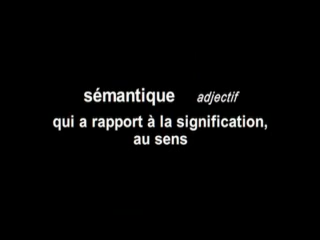 sémantique adjectif
qui a rapport à la signification,
au sens